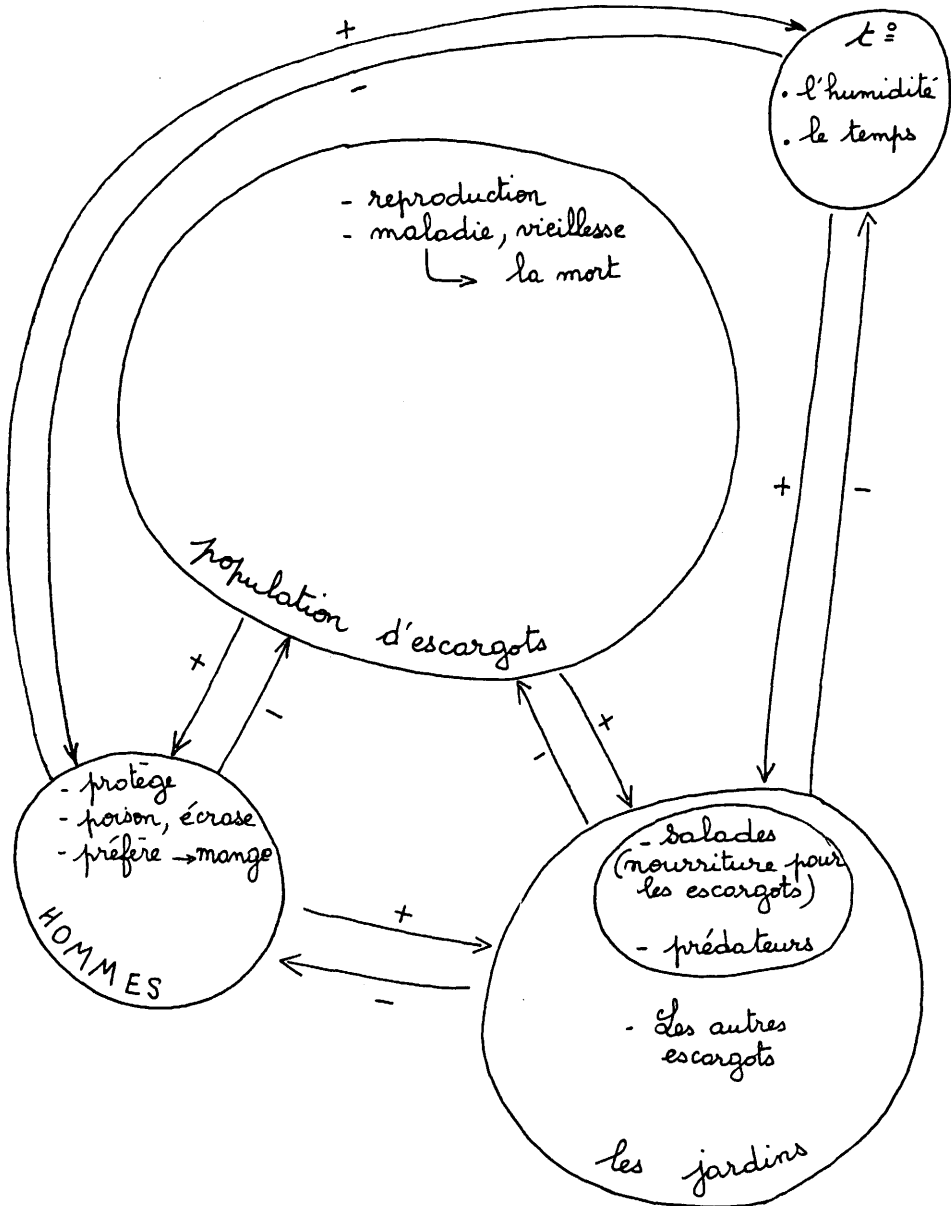 +
-
t°
• l'humidité
• le temps
- reproduction
- maladie, vieillesse
la mort
+
-
population d'escargots
+
-
+
-
- protège
- poison, écrase
- préfère → mange
HOMMES
+
-
- salades
(nourriture pour
les escargots)
- prédateurs
- Les autres
escargots
les jardins